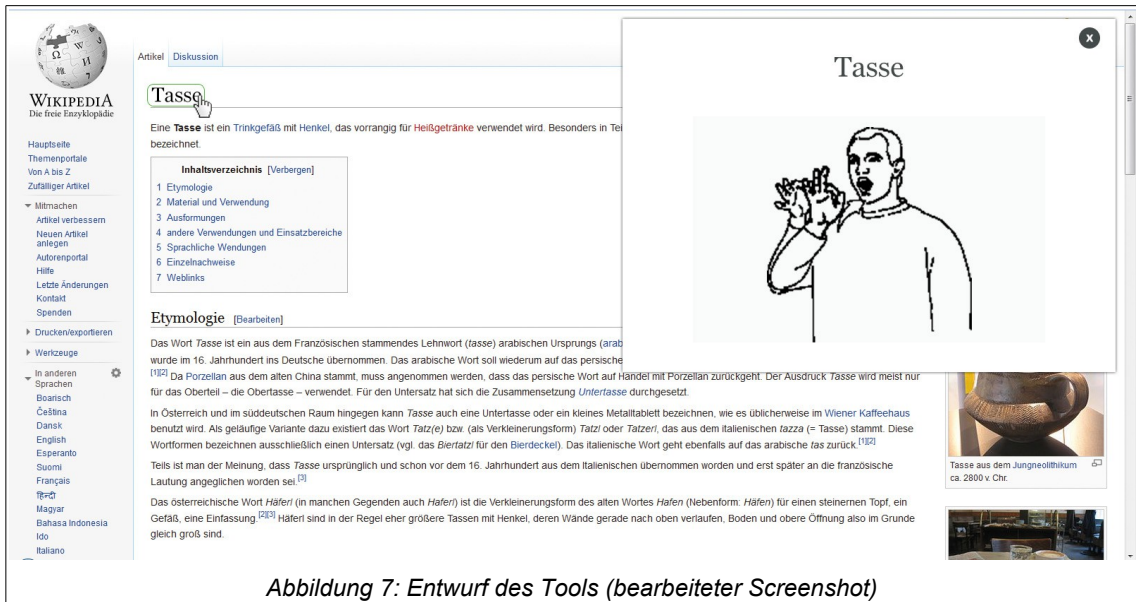 WIKIPEDIA
Die freie Enzyklopädie
Hauptseite
Themenportale
Von A bis Z
Zufälliger Artikel
Mitmachen
Artikel verbessern
Neuen Artikel
anlegen
Autorenportal
Hilfe
Letzte Änderungen
Kontakt
Spenden
Drucken/exportieren
Werkzeuge
In anderen
Sprachen
Boarisch
Čeština
Dansk
English
Esperanto
Suomi
Français
हिन्दी
Magyar
Bahasa Indonesia
Ido
Italiano
Artikel Diskussion
Tasse
Eine Tasse ist ein Trinkgefäß mit Henkel, das vorrangig für Heißgetränke verwendet wird. Besonders in Tei
bezeichnet.
Inhaltsverzeichnis [Verbergen]
1 Etymologie
2 Material und Verwendung
3 Ausformungen
4 andere Verwendungen und Einsatzbereiche
5 Sprachliche Wendungen
6 Einzelnachweise
7 Weblinks
Etymologie [Bearbeiten]
Das Wort Tasse ist ein aus dem Französischen stammendes Lehnwort (tasse) arabischen Ursprungs (arab
wurde im 16. Jahrhundert ins Deutsche übernommen. Das arabische Wort soll wiederum auf das persische
[1][2] Da Porzellan aus dem alten China stammt, muss angenommen werden, dass das persische Wort auf Handel mit Porzellan zurückgeht. Der Ausdruck Tasse wird meist nur
für das Oberteil – die Obertasse – verwendet. Für den Untersatz hat sich die Zusammensetzung Untertasse durchgesetzt.
In Österreich und im süddeutschen Raum hingegen kann Tasse auch eine Untertasse oder ein kleines Metalltablett bezeichnen, wie es üblicherweise im Wiener Kaffeehaus
benutzt wird. Als geläufige Variante dazu existiert das Wort Tatz(e) bzw. (als Verkleinerungsform) Tatzl oder Tatzerl, das aus dem italienischen tazza (= Tasse) stammt. Diese
Wortformen bezeichnen ausschließlich einen Untersatz (vgl. das Biertatzl für den Bierdeckel). Das italienische Wort geht ebenfalls auf das arabische tas zurück.[1][2]
Teils ist man der Meinung, dass Tasse ursprünglich und schon vor dem 16. Jahrhundert aus dem Italienischen übernommen worden und erst später an die französische
Lautung angeglichen worden sei.[3]
Das österreichische Wort Häferl (in manchen Gegenden auch Haferl) ist die Verkleinerungsform des alten Wortes Hafen (Nebenform: Häfen) für einen steinernen Topf, ein
Gefäß, eine Einfassung.[2][3] Häferl sind in der Regel eher größere Tassen mit Henkel, deren Wände gerade nach oben verlaufen, Boden und obere Öffnung also im Grunde
gleich groß sind.
x
Tasse
Tasse aus dem Jungneolithikum
ca. 2800 v. Chr.
Abbildung 7: Entwurf des Tools (bearbeiteter Screenshot)